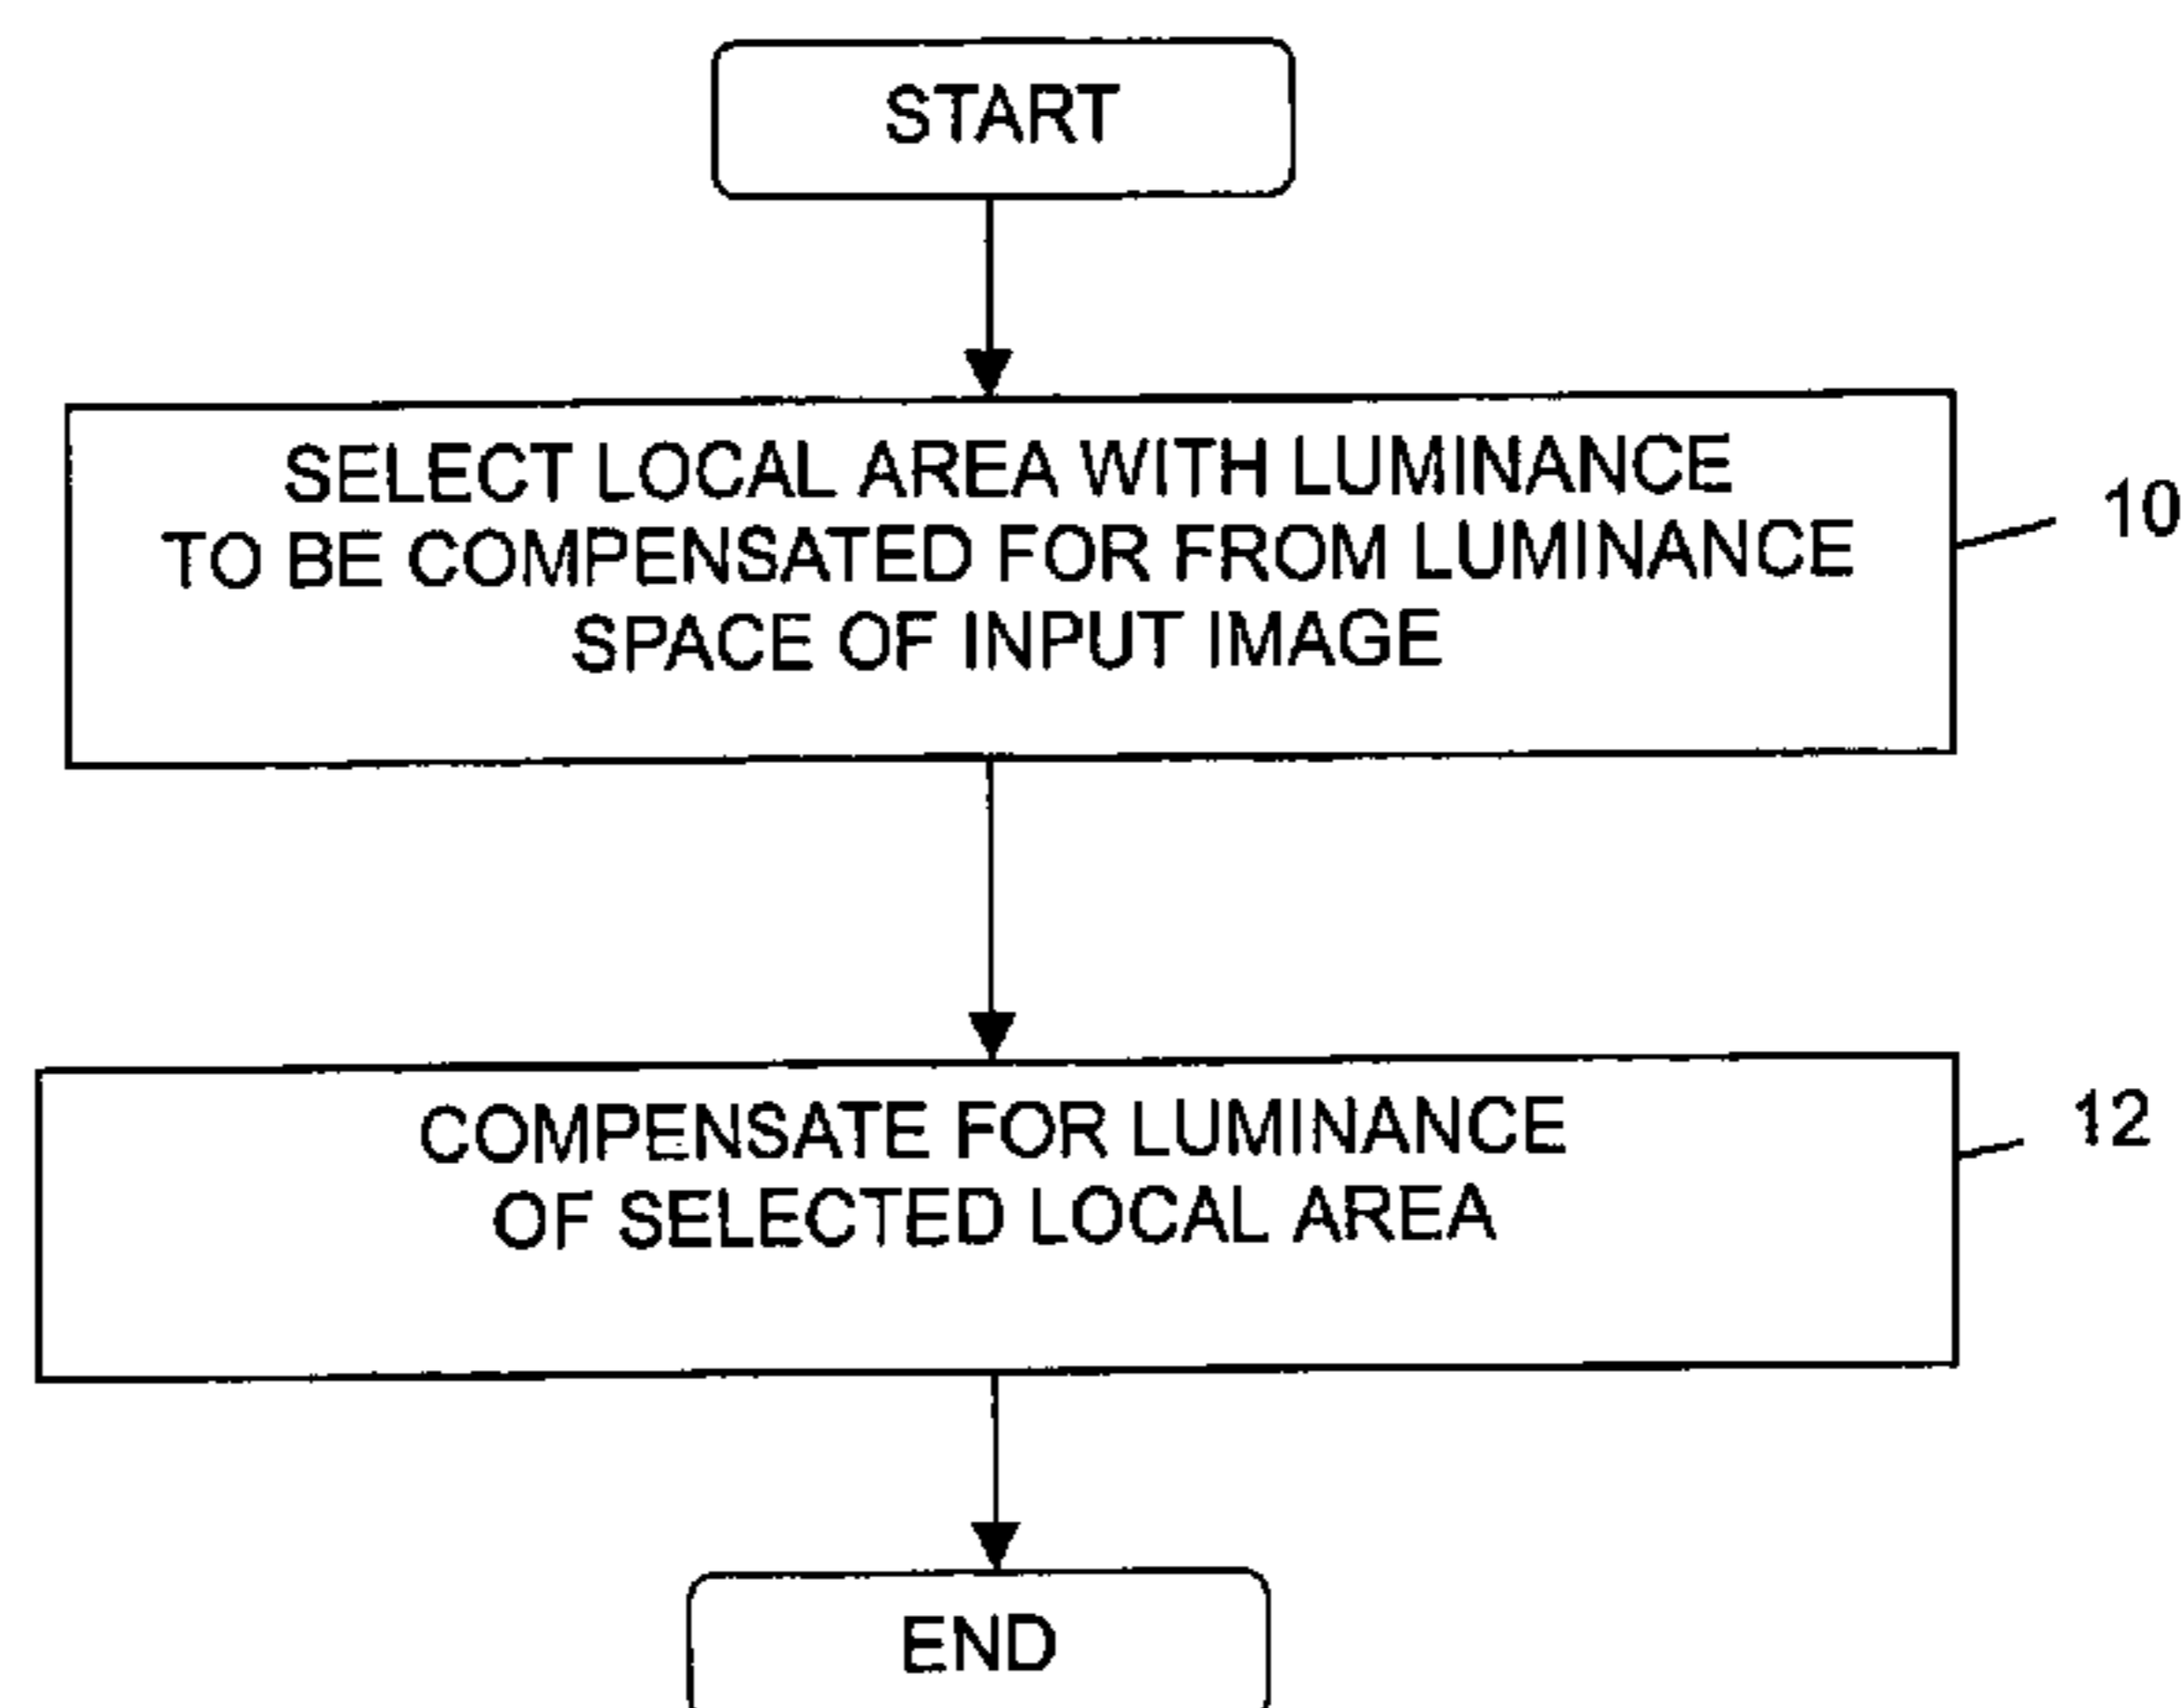 START
SELECT LOCAL AREA WITH LUMINANCE
TO BE COMPENSATED FOR FROM LUMINANCE
SPACE OF INPUT IMAGE
10
COMPENSATE FOR LUMINANCE
OF SELECTED LOCAL AREA
12
END